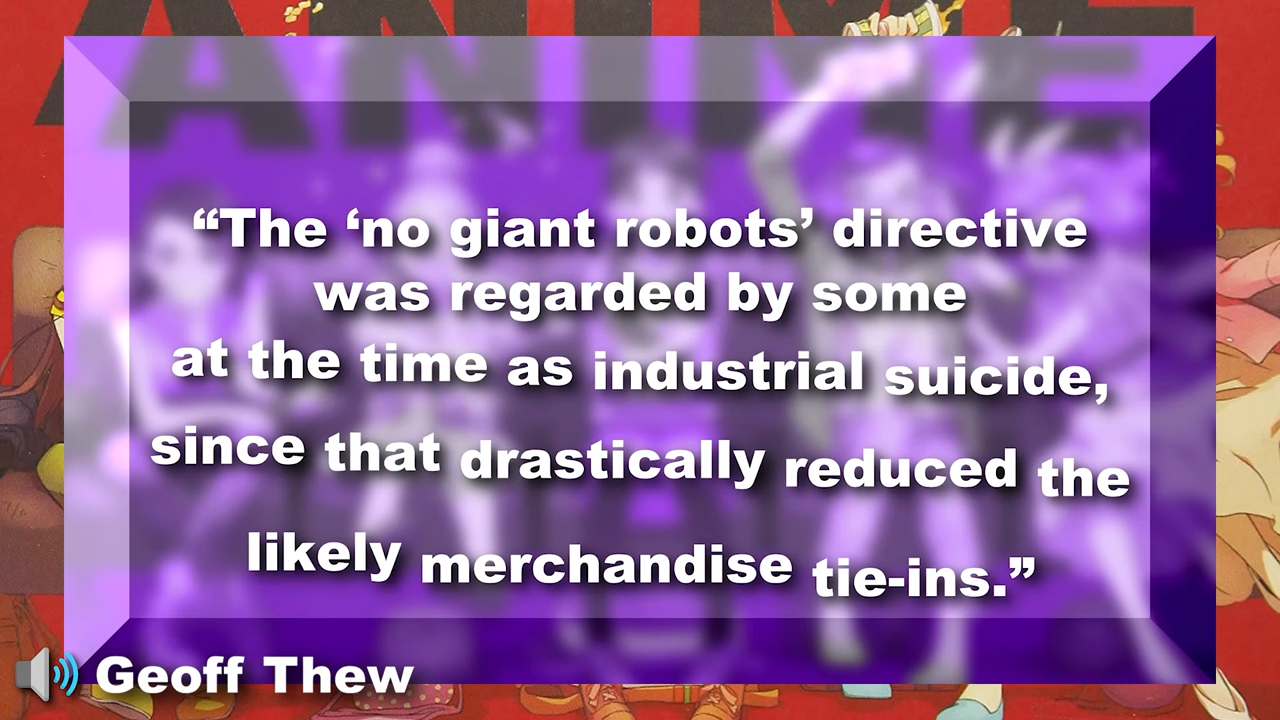 ANIME
“The ‘no giant robots’ directive
was regarded by some
at the time as industrial suicide,
since that drastically reduced the
likely merchandise tie-ins.”
Geoff Thew